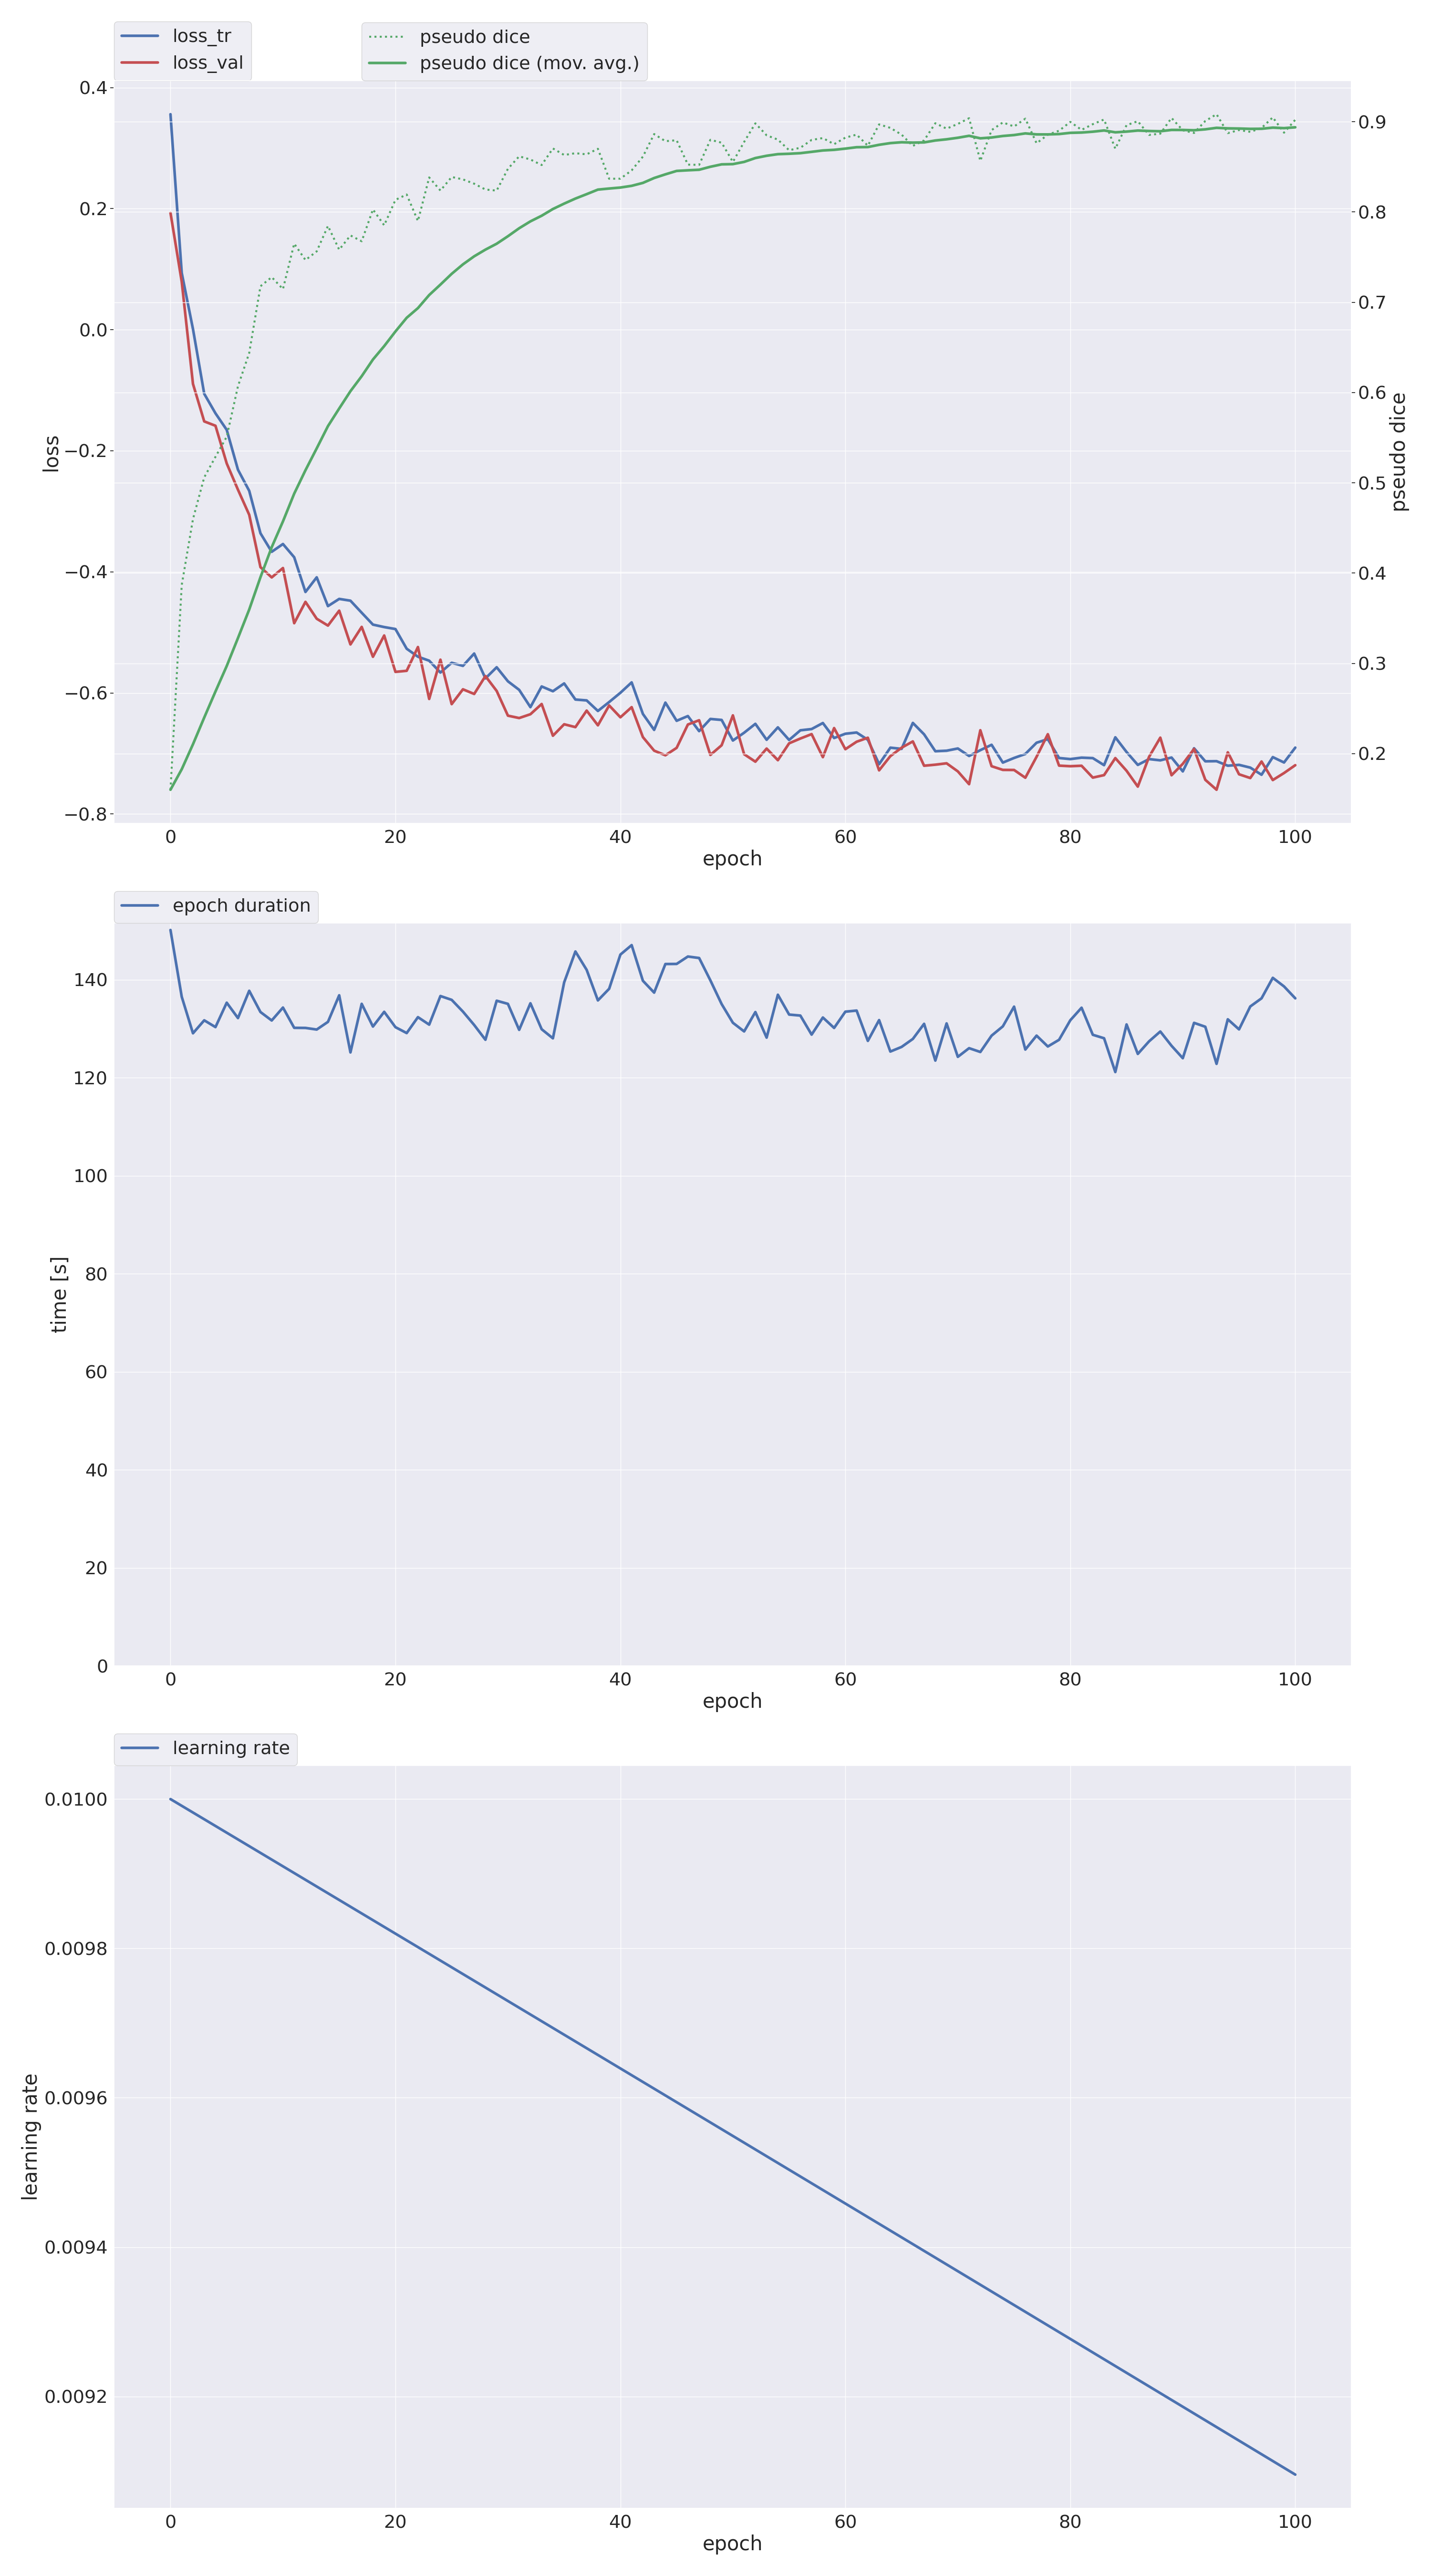 loss_tr
loss_val
pseudo dice
pseudo dice (mov. avg.)
0.4
0.2
0.0
−0.2
−0.4
−0.6
−0.8
loss
0.9
0.8
0.7
0.6
0.5
0.4
0.3
0.2
pseudo dice
0 20 40 60 80 100
epoch
epoch duration
140
120
100
80
60
40
20
0
time [s]
0 20 40 60 80 100
epoch
learning rate
0.0100
0.0098
0.0096
0.0094
0.0092
learning rate
0 20 40 60 80 100
epoch